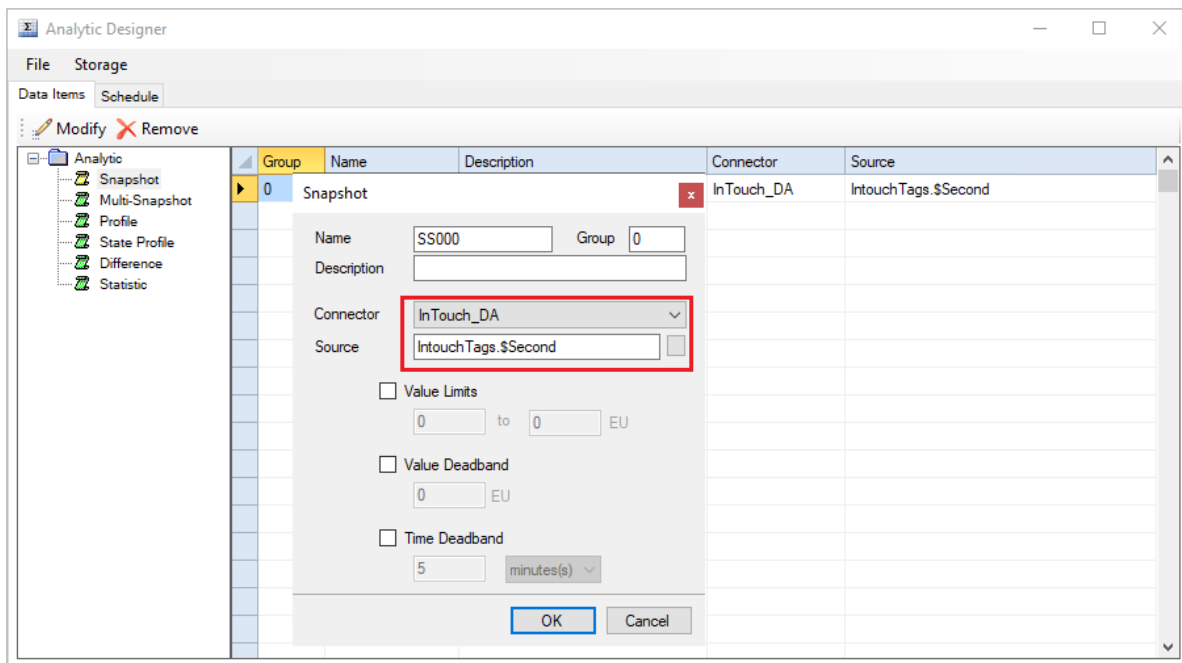 Analytic Designer
File Storage
Data Items Schedule
Modify Remove
Analytic
Snapshot
Multi-Snapshot
Profile
State Profile
Difference
Statistic
Group Name Description Connector Source
0 InTouch_DA IntouchTags.$Second
Snapshot x
Name SS000 Group 0
Description
Connector InTouch_DA
Source IntouchTags.$Second
Value Limits
0 to 0 EU
Value Deadband
0 EU
Time Deadband
5 minutes(s)
OK Cancel